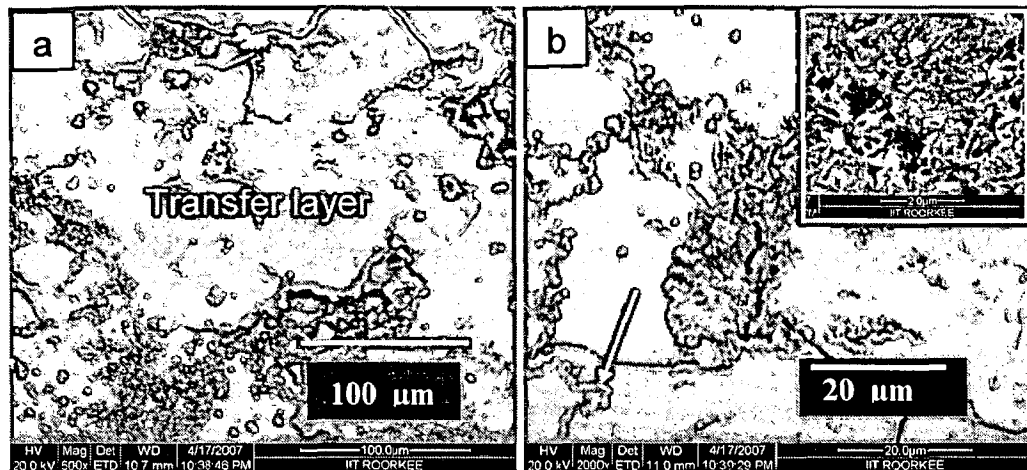 a
Transfer layer
100 µm
HV Mag Det WD 4/17/2007 100.0µm
20.0 kV 500x ETD 10.7 mm 10:38:46 PM IIT ROORKEE
b
2.0µm
IIT ROORKEE
20 µm
HV Mag Det WD 4/17/2007 20.0µm
20.0 kV 2000x ETD 11.0 mm 10:39:29 PM IIT ROORKEE